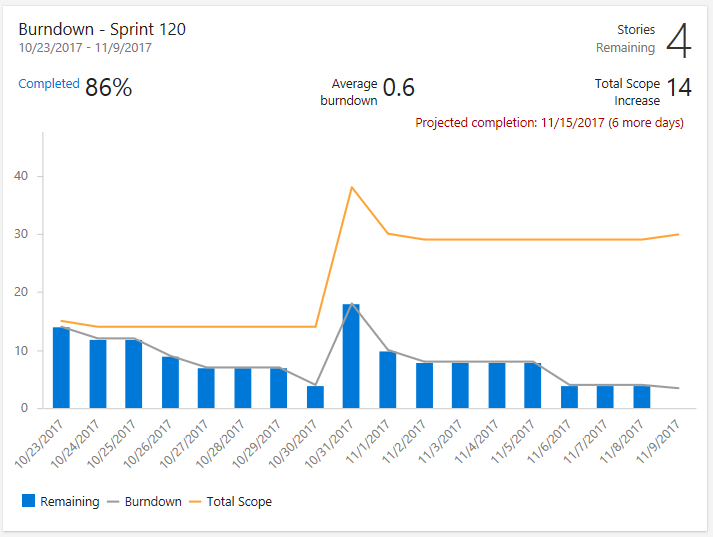 Burndown - Sprint 120
10/23/2017 - 11/9/2017
Stories
Remaining
4
Completed 86%
Average
burndown
0.6
Total Scope
Increase
14
Projected completion: 11/15/2017 (6 more days)
40
30
20
10
0
10/23/2017
10/24/2017
10/25/2017
10/26/2017
10/27/2017
10/28/2017
10/29/2017
10/30/2017
10/31/2017
11/1/2017
11/2/2017
11/3/2017
11/4/2017
11/5/2017
11/6/2017
11/7/2017
11/8/2017
11/9/2017
Remaining Burndown Total Scope